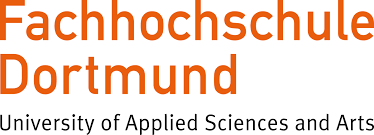 Fachhochschule
Dortmund
University of Applied Sciences and Arts